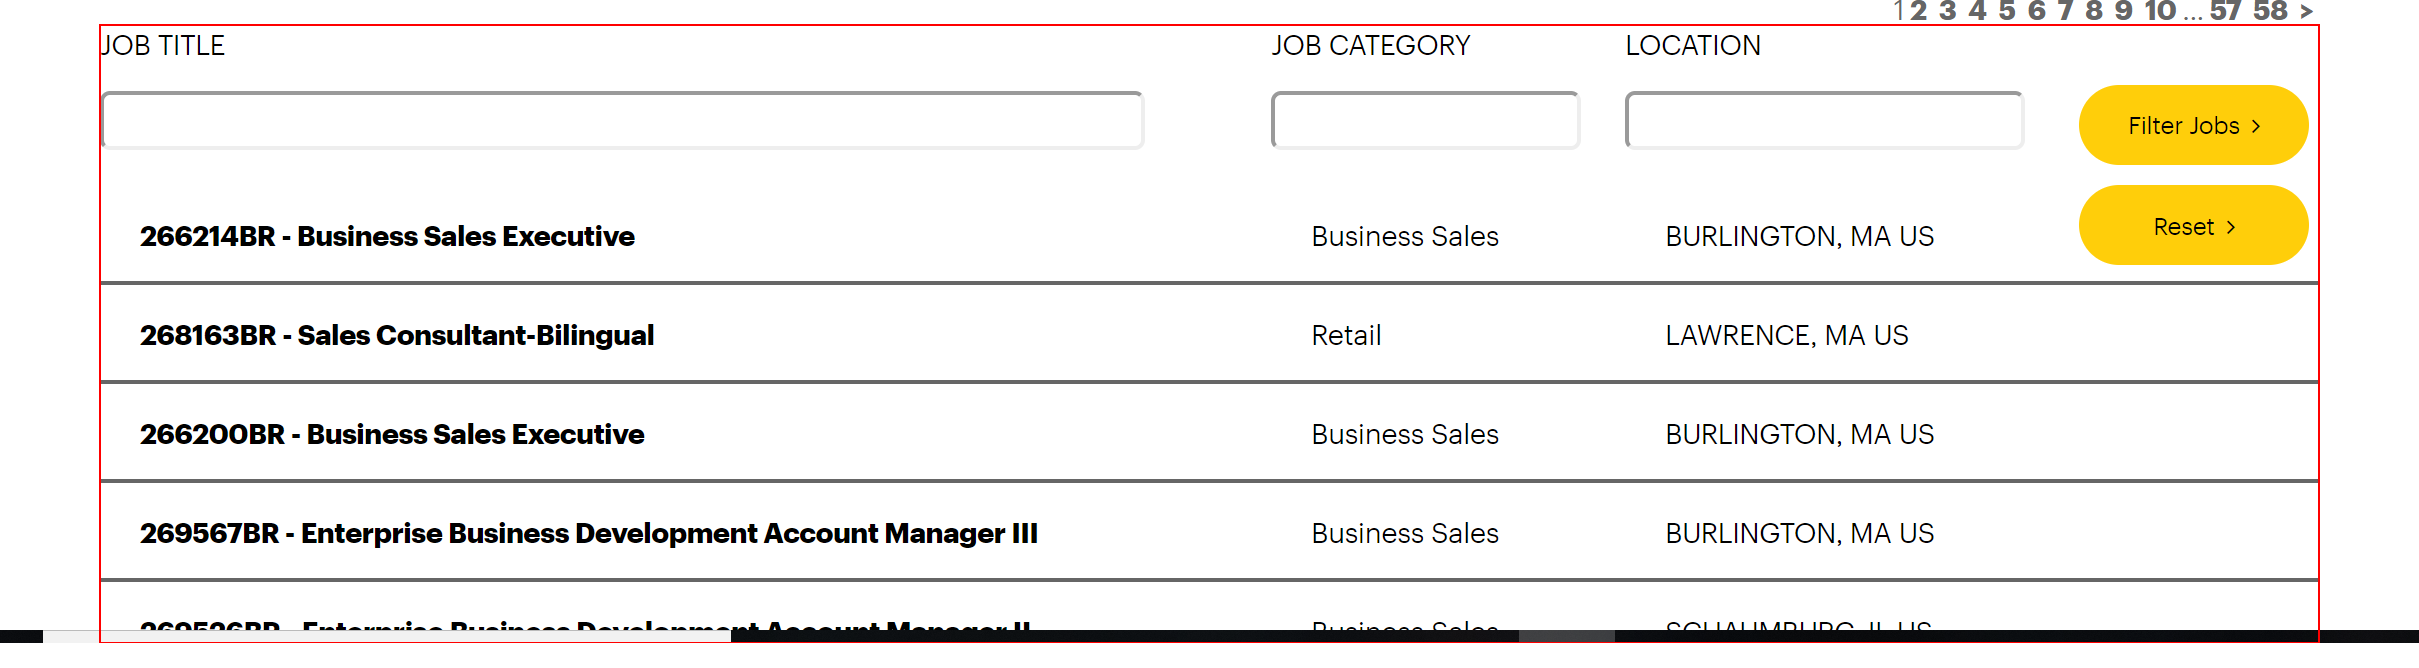 1 2 3 4 5 6 7 8 9 10 ... 57 58 >
JOB TITLE JOB CATEGORY LOCATION
Filter Jobs >
Reset >
266214BR - Business Sales Executive Business Sales BURLINGTON, MA US
268163BR - Sales Consultant-Bilingual Retail LAWRENCE, MA US
266200BR - Business Sales Executive Business Sales BURLINGTON, MA US
269567BR - Enterprise Business Development Account Manager III Business Sales BURLINGTON, MA US
269526BR - Enterprise Business Development Account Manager II Business Sales SCHAUMBURG, IL US